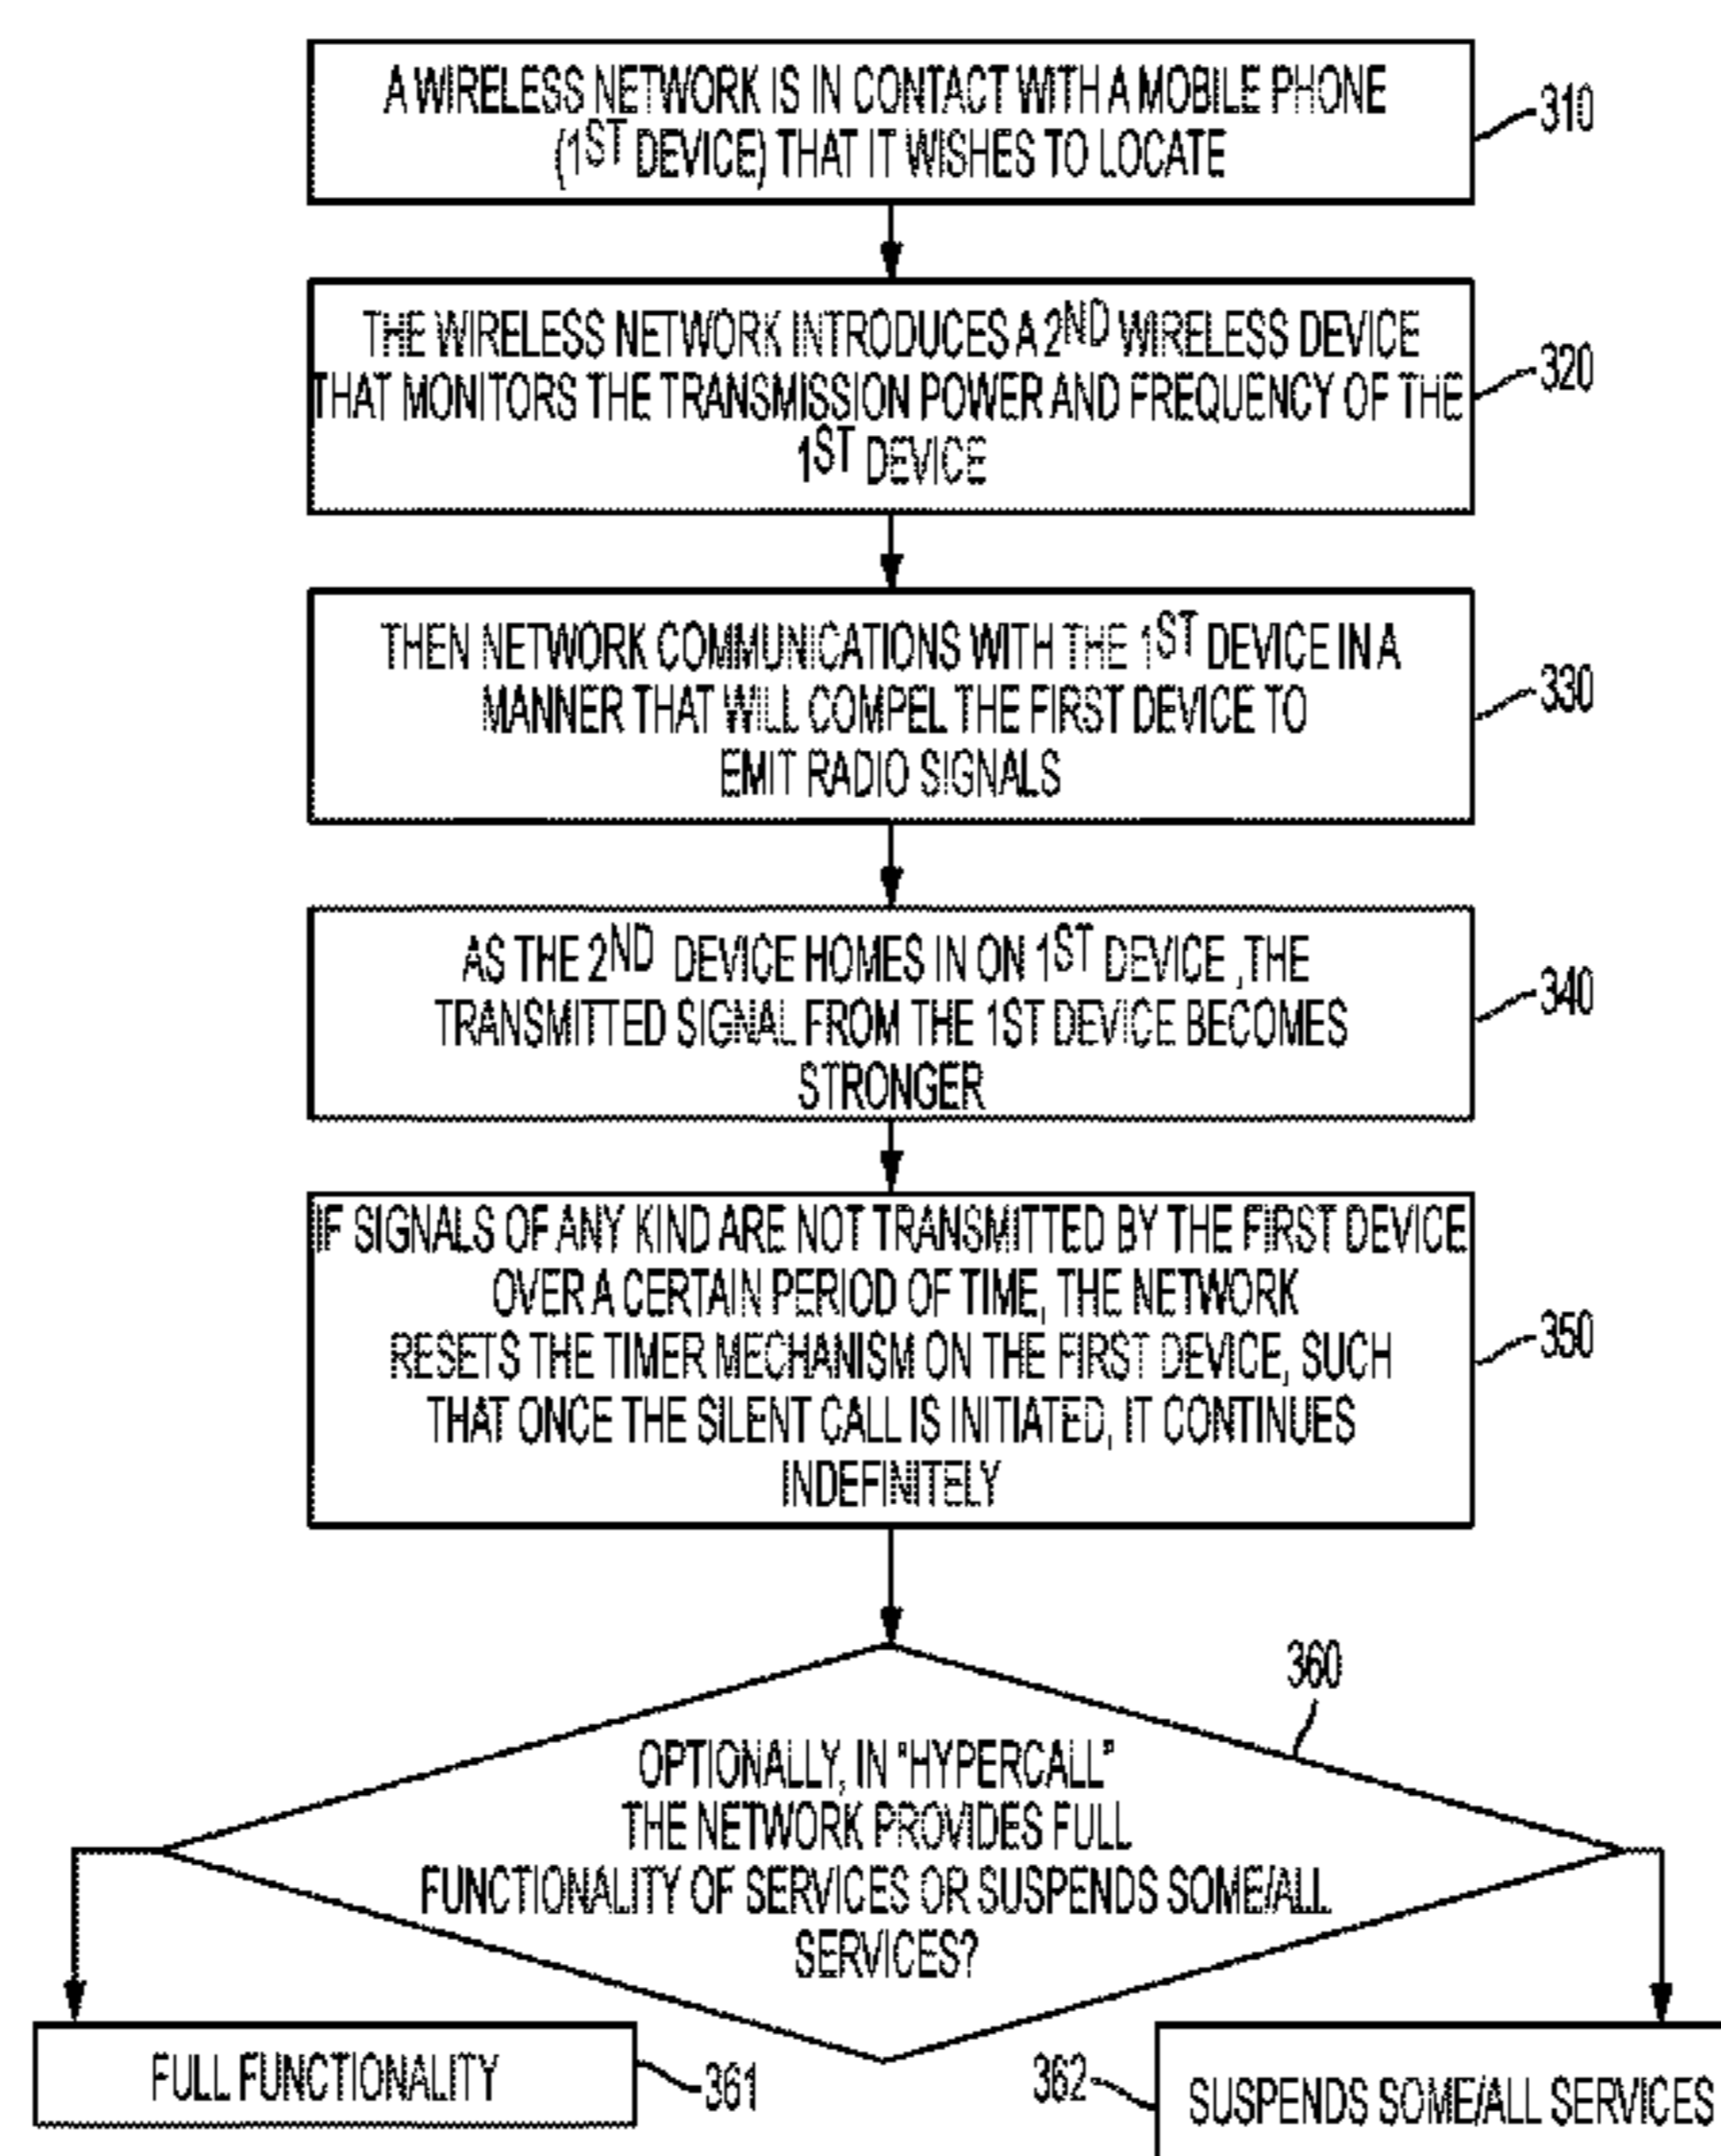 A WIRELESS NETWORK IS IN CONTACT WITH A MOBILE PHONE
(1ST DEVICE) THAT IT WISHES TO LOCATE
310
THE WIRELESS NETWORK INTRODUCES A 2ND WIRELESS DEVICE
THAT MONITORS THE TRANSMISSION POWER AND FREQUENCY OF THE
1ST DEVICE
320
THEN NETWORK COMMUNICATIONS WITH THE 1ST DEVICE IN A
MANNER THAT WILL COMPEL THE FIRST DEVICE TO
EMIT RADIO SIGNALS
330
AS THE 2ND DEVICE HOMES IN ON 1ST DEVICE ,THE
TRANSMITTED SIGNAL FROM THE 1ST DEVICE BECOMES
STRONGER
340
IF SIGNALS OF ANY KIND ARE NOT TRANSMITTED BY THE FIRST DEVICE
OVER A CERTAIN PERIOD OF TIME, THE NETWORK
RESETS THE TIMER MECHANISM ON THE FIRST DEVICE, SUCH
THAT ONCE THE SILENT CALL IS INITIATED, IT CONTINUES
INDEFINITELY
350
360
OPTIONALLY, IN "HYPERCALL"
THE NETWORK PROVIDES FULL
FUNCTIONALITY OF SERVICES OR SUSPENDS SOME/ALL
SERVICES?
FULL FUNCTIONALITY
361
362
SUSPENDS SOME/ALL SERVICES